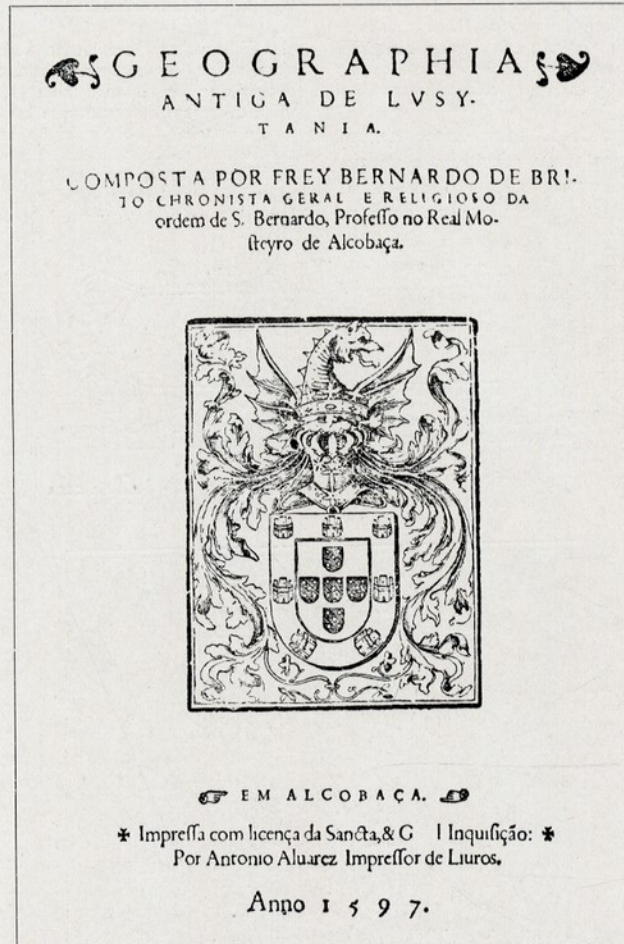 GEOGRAPHIA
ANTIGA DE LVSY-
TANIA.
COMPOSTA POR FREY BERNARDO DE BRI-
TO CHRONISTA GERAL E RELIGIOSO DA
ordem de S. Bernardo, Professo no Real Mo-
steyro de Alcobaça.
EM ALCOBAÇA.
✠ Impressa com licença da Sancta, & G l Inquisição: ✠
Por Antonio Aluarez Impressor de Liuros.
Anno 1597.